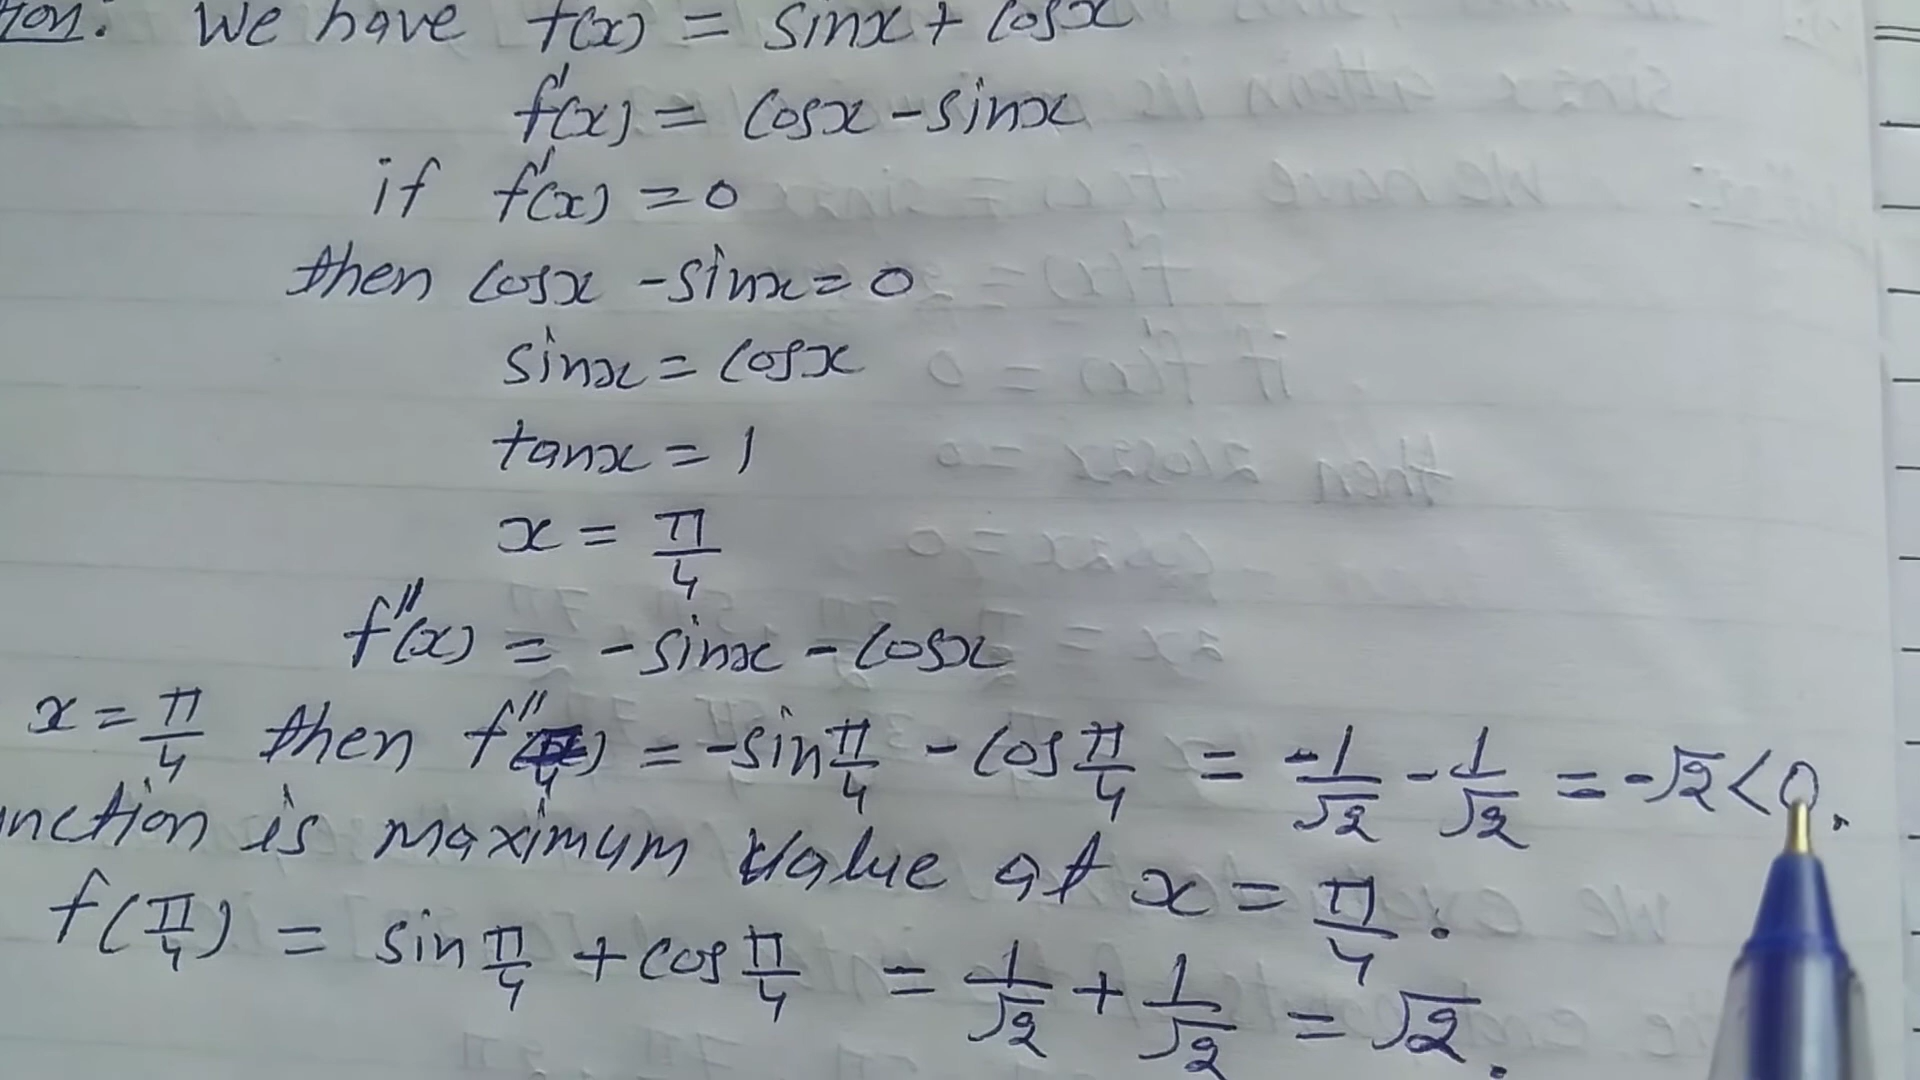 We have f(x) = sinx + cosx
f'(x) = cosx - sinx
if f'(x) = 0
then cosx - sinx = 0
sinx = cosx
tanx = 1
x = π/4
f''(x) = - sinx - cosx
x = π/4 then f''(π/4) = - sin π/4 - cos π/4 = -1/√2 - 1/√2 = - √2 < 0.
nction is maximum value at x = π/4.
f(π/4) = sin π/4 + cos π/4 = 1/√2 + 1/√2 = √2.